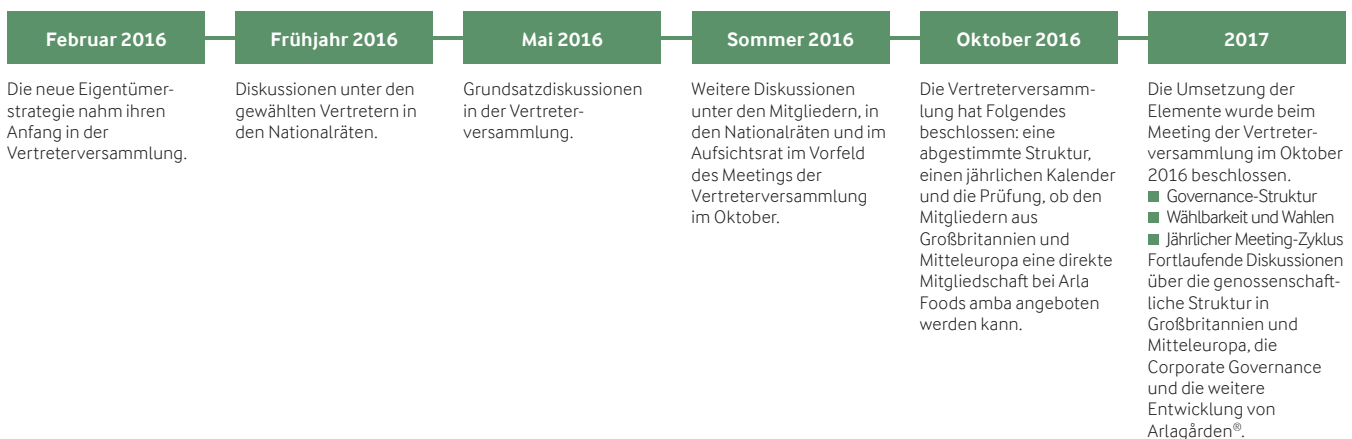 Februar 2016
Die neue Eigentümer-
strategie nahm ihren
Anfang in der
Vertreterversammlung.
Frühjahr 2016
Diskussionen unter den
gewählten Vertretern in
den Nationalräten.
Mai 2016
Grundsatzdiskussionen
in der Vertreter-
versammlung.
Sommer 2016
Weitere Diskussionen
unter den Mitgliedern, in
den Nationalräten und im
Aufsichtsrat im Vorfeld
des Meetings der
Vertreterversammlung
im Oktober.
Oktober 2016
Die Vertreterversamm-
lung hat Folgendes
beschlossen: eine
abgestimmte Struktur,
einen jährlichen Kalender
und die Prüfung, ob den
Mitgliedern aus
Großbritannien und
Mitteleuropa eine direkte
Mitgliedschaft bei Arla
Foods amba angeboten
werden kann.
2017
Die Umsetzung der
Elemente wurde beim
Meeting der Vertreter-
versammlung im Oktober
2016 beschlossen.
■ Governance-Struktur
■ Wählbarkeit und Wahlen
■ Jährlicher Meeting-Zyklus
Fortlaufende Diskussionen
über die genossenschaft-
liche Struktur in
Großbritannien und
Mitteleuropa, die
Corporate Governance
und die weitere
Entwicklung von
Arlagården®.